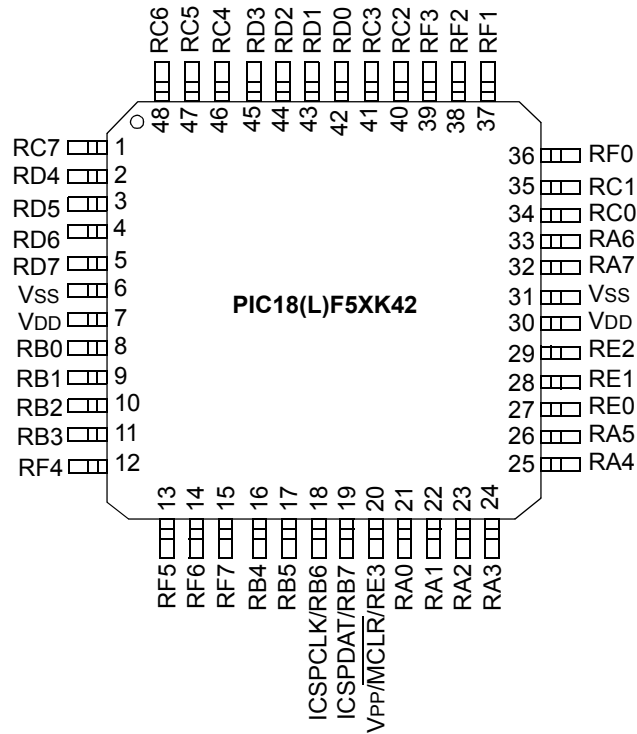 RC6 RC5 RC4 RD3 RD2 RD1 RD0 RC3 RC2 RF3 RF2 RF1
48 47 46 45 44 43 42 41 40 39 38 37
RC7 1
RD4 2
RD5 3
RD6 4
RD7 5
VSS 6
VDD 7
RB0 8
RB1 9
RB2 10
RB3 11
RF4 12
PIC18(L)F5XK42
36 RF0
35 RC1
34 RC0
33 RA6
32 RA7
31 VSS
30 VDD
29 RE2
28 RE1
27 RE0
26 RA5
25 RA4
13 14 15 16 17 18 19 20 21 22 23 24
RF5 RF6 RF7 RB4 RB5 ICSPCLK/RB6 ICSPDAT/RB7 VPP/MCLR/RE3 RA0 RA1 RA2 RA3